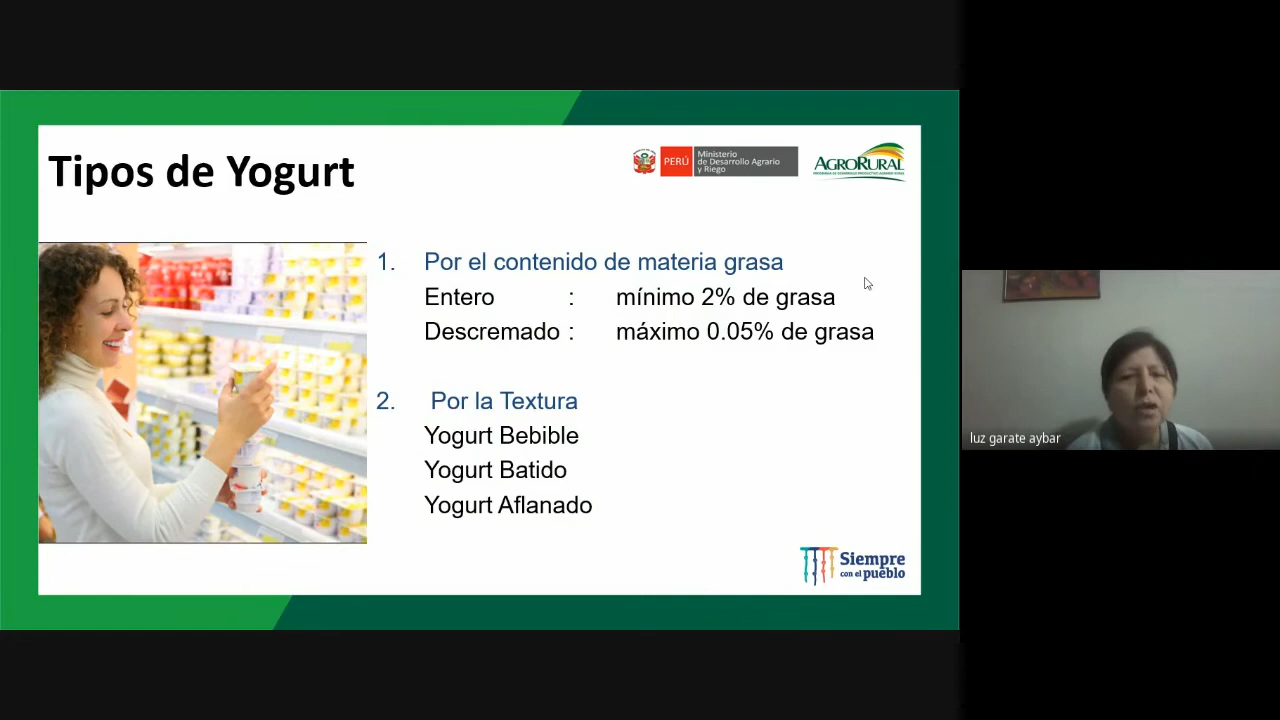 Tipos de Yogurt
PERÚ
Ministerio
de Desarrollo Agrario
y Riego
AGRORURAL
1. Por el contenido de materia grasa
Entero : mínimo 2% de grasa
Descremado : máximo 0.05% de grasa
2. Por la Textura
Yogurt Bebible
Yogurt Batido
Yogurt Aflanado
Siempre
con el pueblo
luz garate aybar